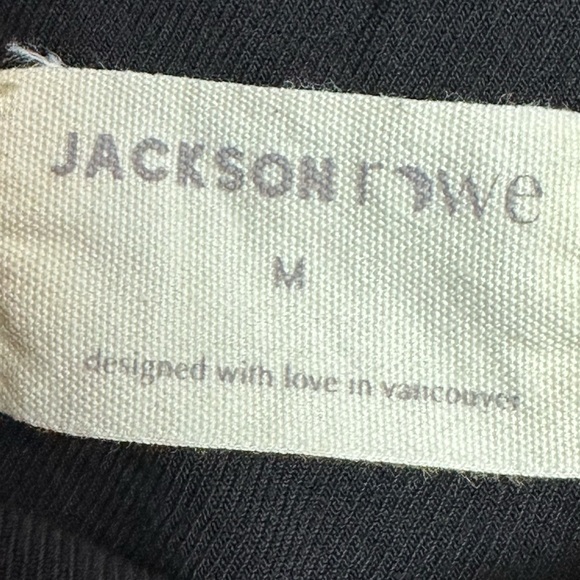 JACKSON rowe
M
designed with love in vancouver